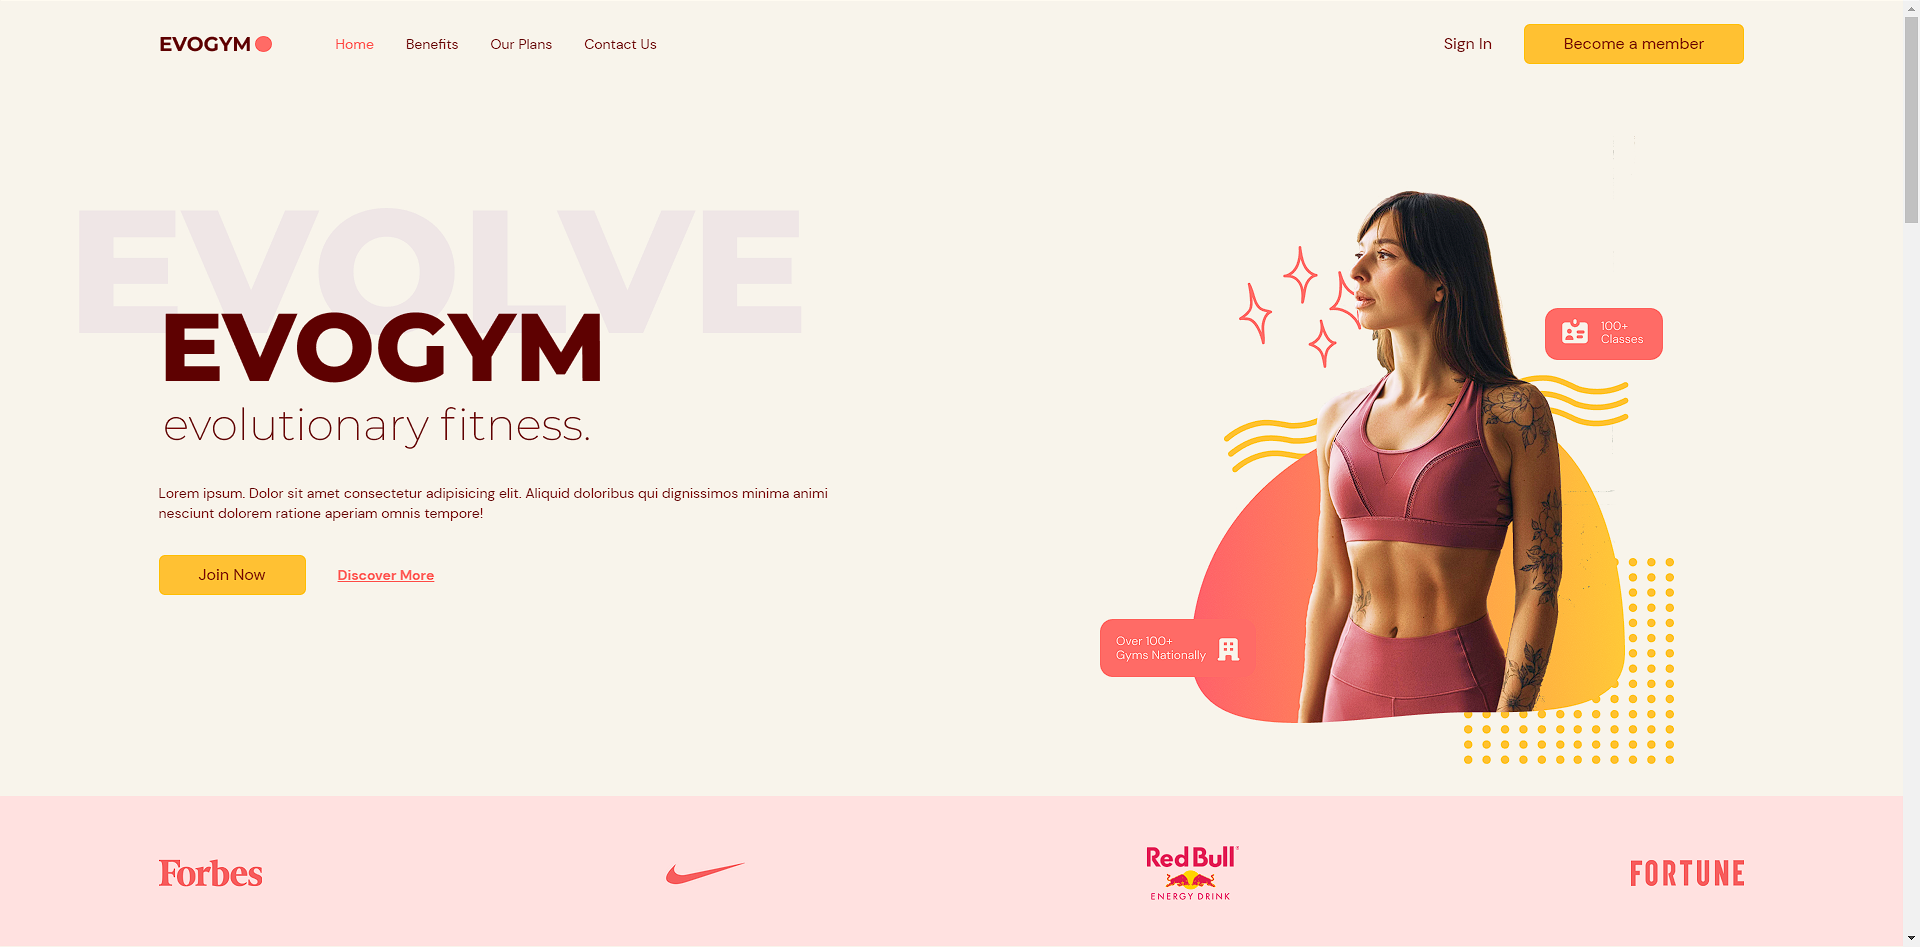 EVOGYM
Home
Benefits
Our Plans
Contact Us
Sign In
Become a member
EVOLVE
EVOGYM
evolutionary fitness.
Lorem ipsum. Dolor sit amet consectetur adipisicing elit. Aliquid doloribus qui dignissimos minima animi
nesciunt dolorem ratione aperiam omnis tempore!
Join Now
Discover More
100+
Classes
Over 100+
Gyms Nationally
Forbes
Red Bull
ENERGY DRINK
FORTUNE